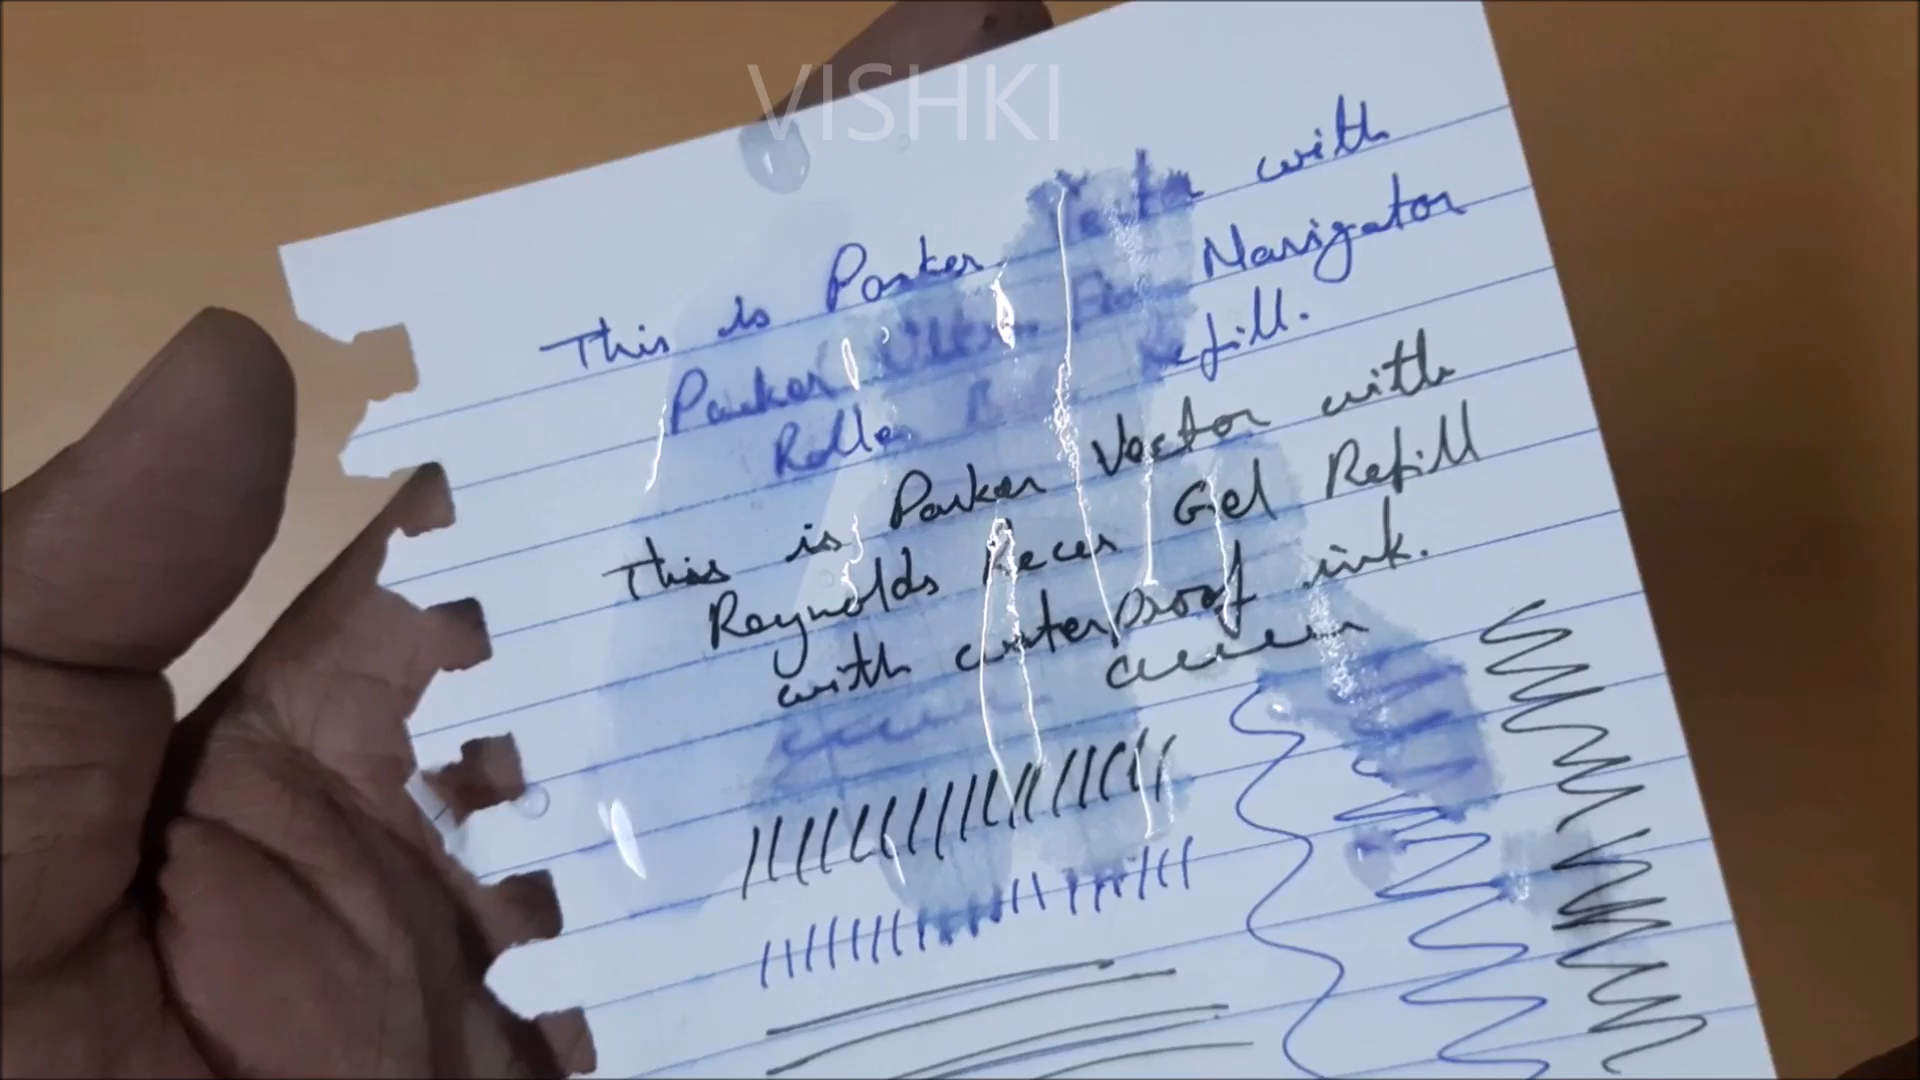 VISHKI
This is Parker Vector with
Parker Navigator
Roller refill.
This is Parker Vector with
Reynolds Racer Gel Refill
with waterproof ink.